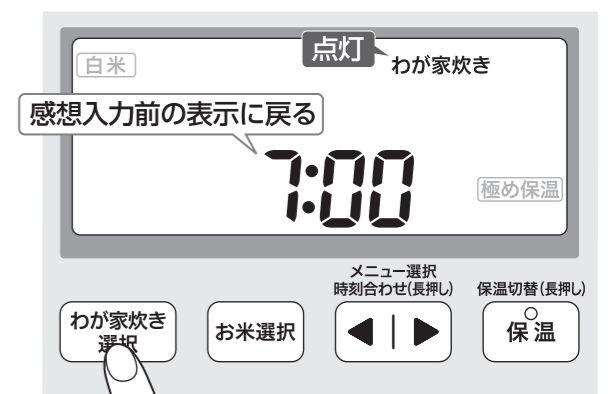 点灯
白米
わが家炊き
感想入力前の表示に戻る
7:00
極め保温
メニュー選択
時刻合わせ(長押し)
保温切替(長押し)
わが家炊き
選択
お米選択
◀|▶
保温